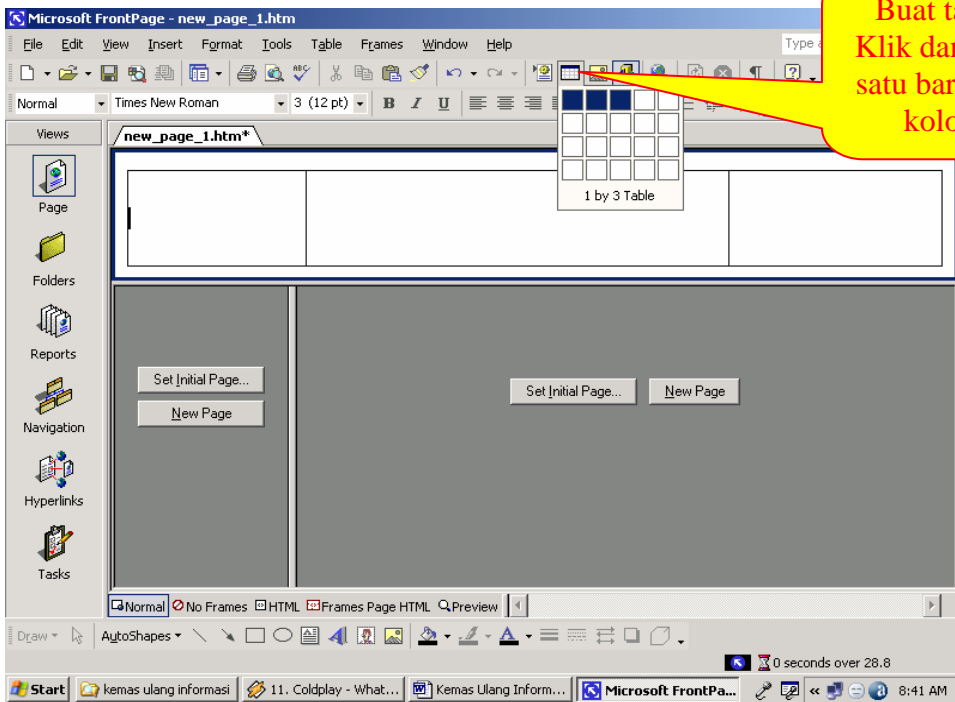 Microsoft FrontPage - new_page_1.htm
File Edit View Insert Format Tools Table Frames Window Help
Normal Times New Roman 3 (12 pt) B I U
Buat
Klik
satu
Views
new_page_1.htm*
1 by 3 Table
Page
Folders
Reports
Navigation
Hyperlinks
Tasks
Set Initial Page...
New Page
Set Initial Page... New Page
Normal No Frames HTML Frames Page HTML Preview
Draw AutoShapes
0 seconds over 28.8
Start kemas ulang informasi 11. Coldplay - What... Kemas Ulang Inform... Microsoft FrontPa... 8:41 AM